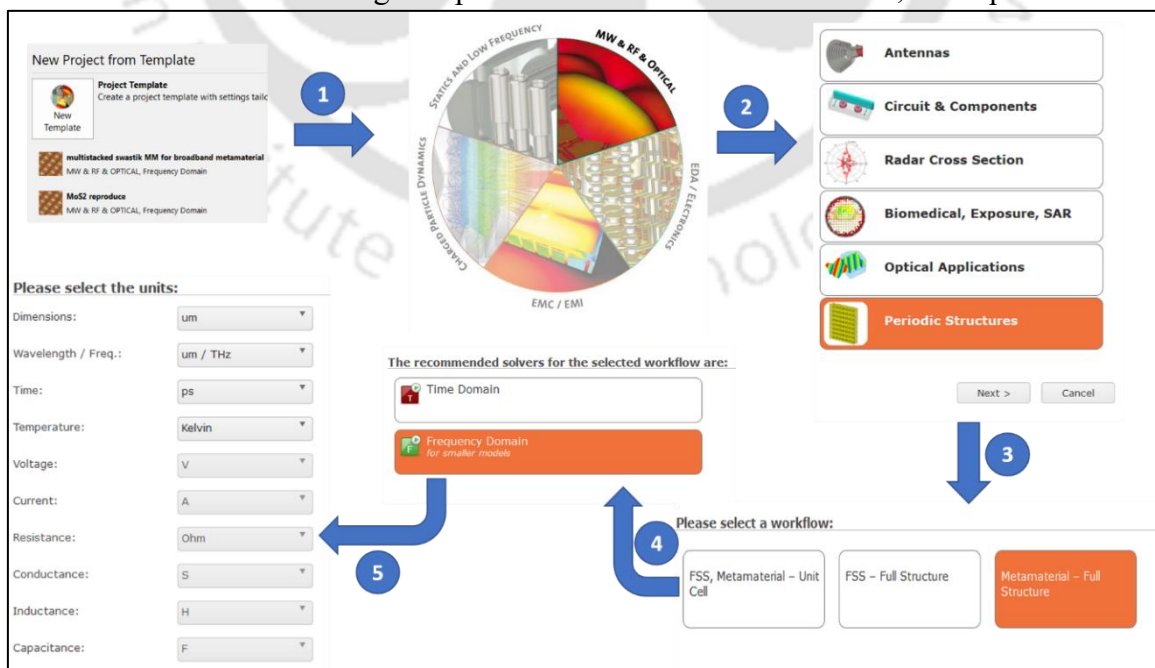 New Project from Template
Project Template
Create a project template with settings tailo
New
Template
multistacked swastik MM for broadband metamaterial
MW & RF & OPTICAL, Frequency Domain
MoS2 reproduce
MW & RF & OPTICAL, Frequency Domain
1
STATICS AND LOW FREQUENCY
MW & RF & OPTICAL
EDA / ELECTRONICS
EMC / EMI
CHARGED PARTICLE DYNAMICS
2
Antennas
Circuit & Components
Radar Cross Section
Biomedical, Exposure, SAR
Optical Applications
Periodic Structures
Next >
Cancel
3
Please select a workflow:
FSS, Metamaterial – Unit
Cell
FSS – Full Structure
Metamaterial – Full
Structure
4
The recommended solvers for the selected workflow are:
Time Domain
Frequency Domain
for smaller models
5
Please select the units:
Dimensions: um
Wavelength / Freq.: um / THz
Time: ps
Temperature: Kelvin
Voltage: V
Current: A
Resistance: Ohm
Conductance: S
Inductance: H
Capacitance: F